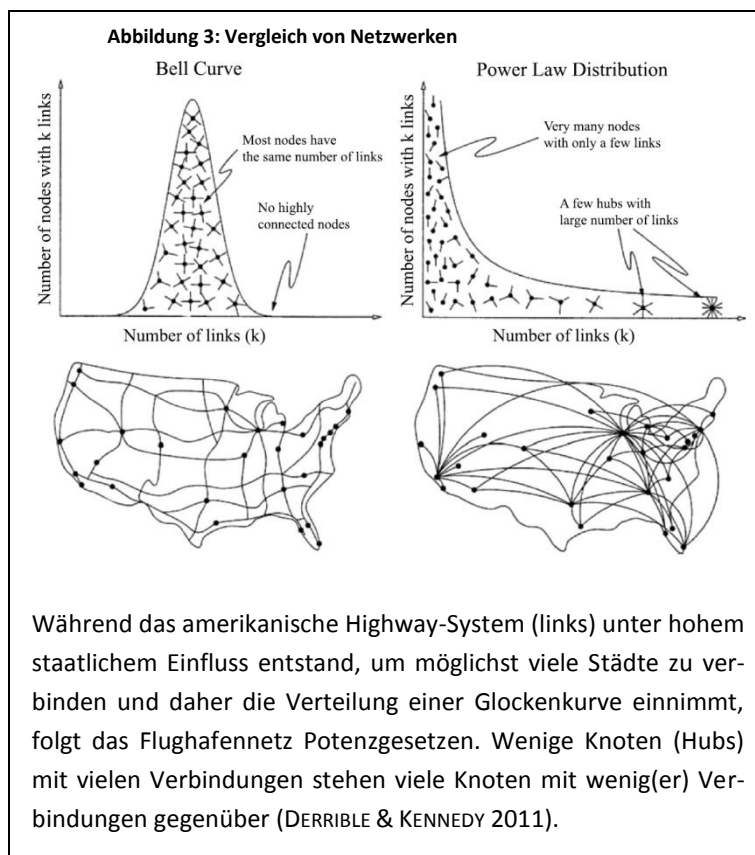 Abbildung 3: Vergleich von Netzwerken
Bell Curve
Number of nodes with k links
Most nodes have
the same number of links
No highly
connected nodes
Number of links (k)
Power Law Distribution
Number of nodes with k links
Very many nodes
with only a few links
A few hubs with
large number of links
Number of links (k)
Während das amerikanische Highway-System (links) unter hohem
staatlichem Einfluss entstand, um möglichst viele Städte zu ver-
binden und daher die Verteilung einer Glockenkurve einnimmt,
folgt das Flughafennetz Potenzgesetzen. Wenige Knoten (Hubs)
mit vielen Verbindungen stehen viele Knoten mit wenig(er) Ver-
bindungen gegenüber (DERRIBLE & KENNEDY 2011).